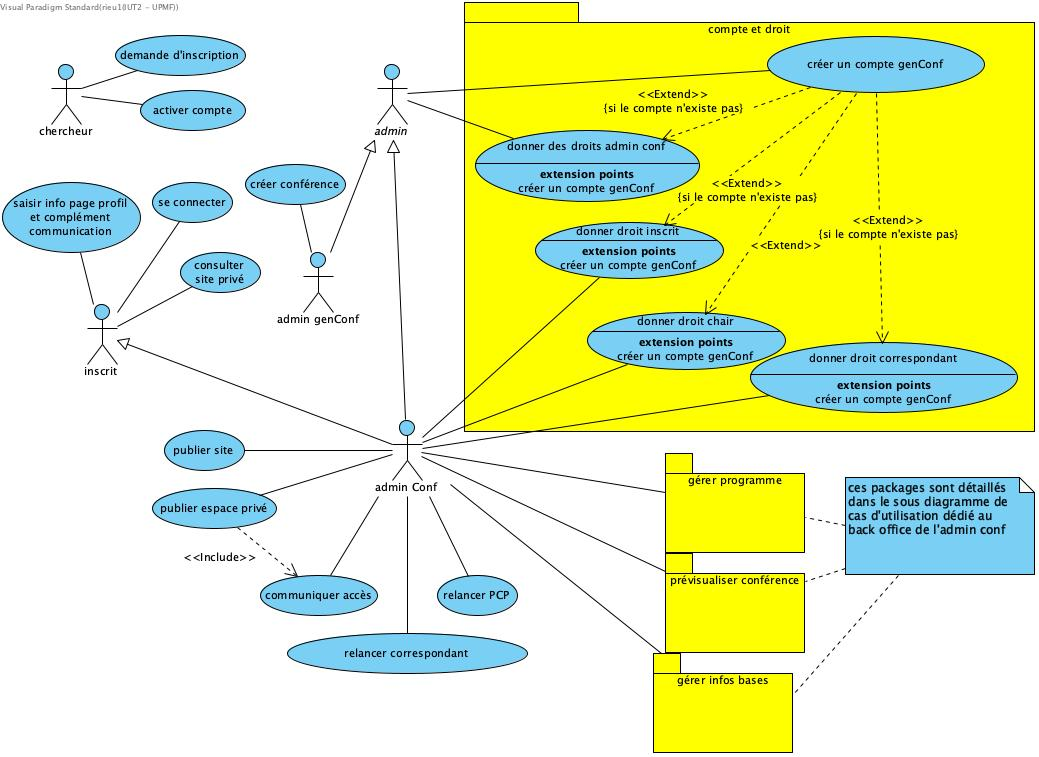 Visual Paradigm Standard(rieu1(IUT2 - UPMF))
compte et droit
demande d'inscription
activer compte
chercheur
admin
créer un compte genConf
<<Extend>>
{si le compte n'existe pas}
donner des droits admin conf
extension points
créer un compte genConf
<<Extend>>
{si le compte n'existe pas}
donner droit inscrit
extension points
créer un compte genConf
<<Extend>>
<<Extend>>
{si le compte n'existe pas}
donner droit chair
extension points
créer un compte genConf
donner droit correspondant
extension points
créer un compte genConf
saisir info page profil
et complément
communication
se connecter
consulter
site privé
créer conférence
admin genConf
inscrit
publier site
publier espace privé
admin Conf
<<Include>>
communiquer accès
relancer PCP
relancer correspondant
gérer programme
prévisualiser conférence
gérer infos bases
ces packages sont détaillés
dans le sous diagramme de
cas d'utilisation dédié au
back office de l'admin conf